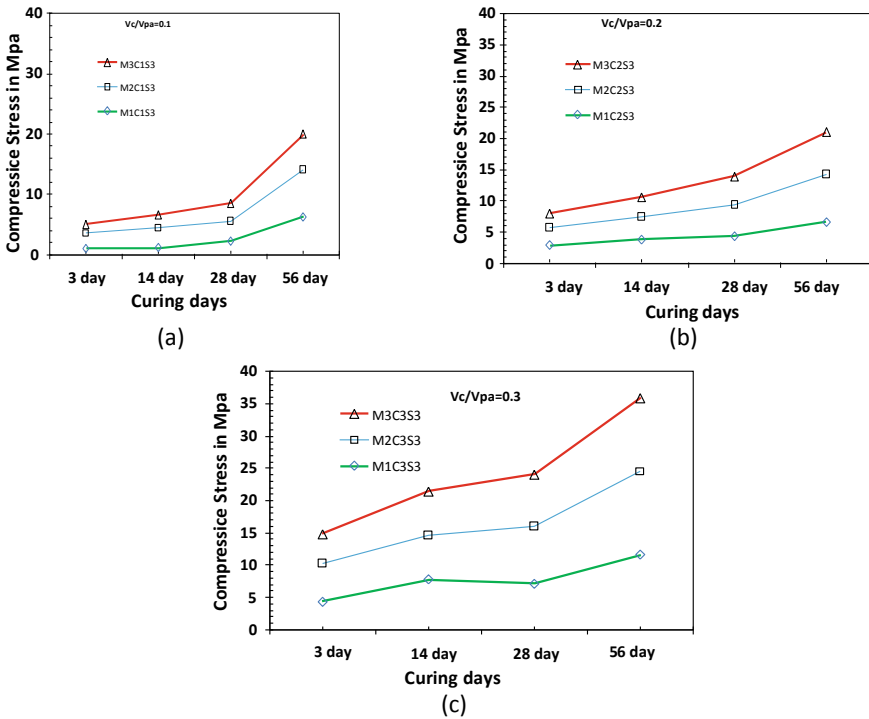 Vc/Vpa=0.1
Compressice Stress in Mpa
40
30
20
10
0
M3C1S3
M2C1S3
M1C1S3
3 day 14 day 28 day 56 day
Curing days
(a)
Vc/Vpa=0.2
Compressice Stress in Mpa
40
35
30
25
20
15
10
5
0
M3C2S3
M2C2S3
M1C2S3
3 day 14 day 28 day 56 day
Curing days
(b)
Vc/Vpa=0.3
Compressice Stress in Mpa
40
35
30
25
20
15
10
5
0
M3C3S3
M2C3S3
M1C3S3
3 day 14 day 28 day 56 day
Curing days
(c)